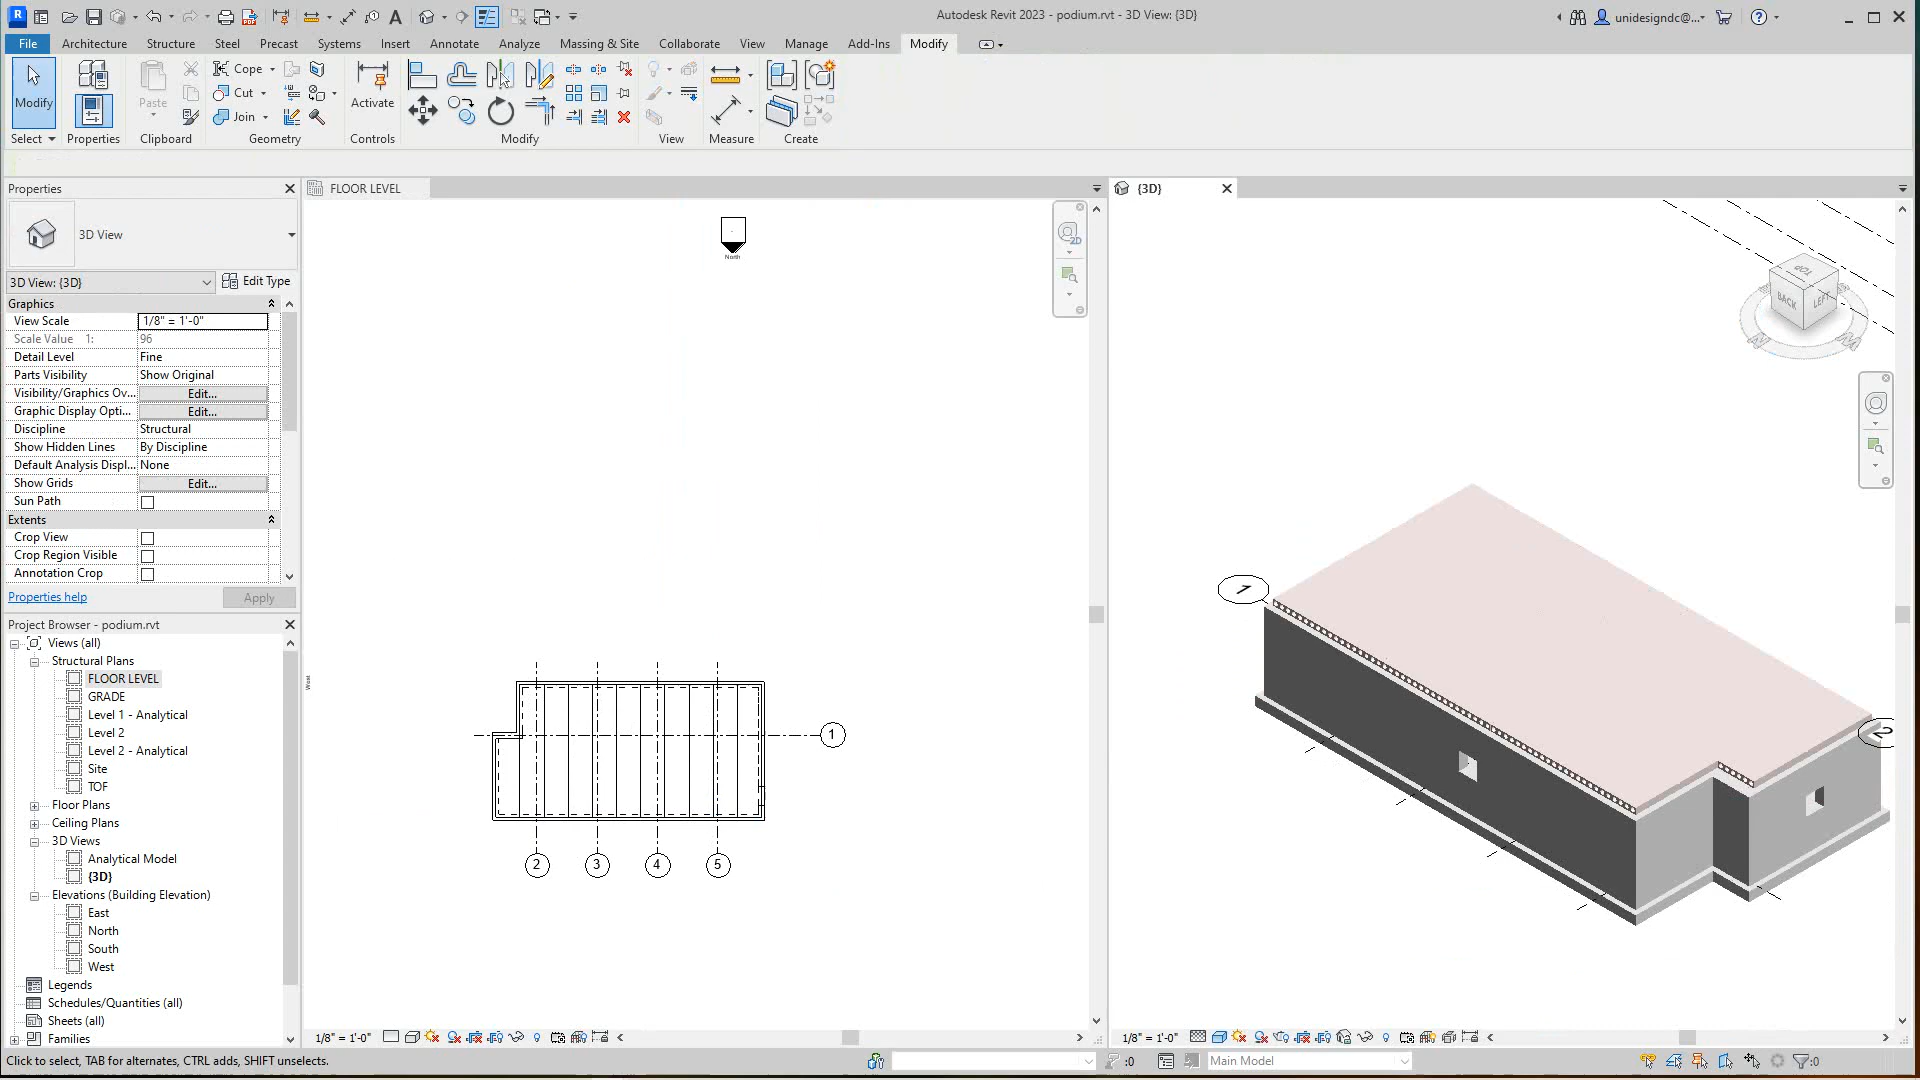 Autodesk Revit 2023 - podium.rvt - 3D View: {3D}
unidesigndc@...
File Architecture Structure Steel Precast Systems Insert Annotate Analyze Massing & Site Collaborate View Manage Add-Ins Modify
Modify
Paste
Cope
Cut
Join
Activate
Select Properties Clipboard Geometry Controls Modify View Measure Create
Properties
FLOOR LEVEL
{3D}
3D View
3D View: {3D}
Edit Type
Graphics
View Scale 1/8" = 1'-0"
Scale Value 1: 96
Detail Level Fine
Parts Visibility Show Original
Visibility/Graphics Ov... Edit...
Graphic Display Opti... Edit...
Discipline Structural
Show Hidden Lines By Discipline
Default Analysis Displ... None
Show Grids Edit...
Sun Path
Extents
Crop View
Crop Region Visible
Annotation Crop
Properties help
Apply
Project Browser - podium.rvt
Views (all)
Structural Plans
FLOOR LEVEL
GRADE
Level 1 - Analytical
Level 2
Level 2 - Analytical
Site
TOF
Floor Plans
Ceiling Plans
3D Views
Analytical Model
{3D}
Elevations (Building Elevation)
East
North
South
West
Legends
Schedules/Quantities (all)
Sheets (all)
Families
North
2D
West
1
2 3 4 5
TOP
BACK
LEFT
1
2
1/8" = 1'-0"
1/8" = 1'-0"
Click to select, TAB for alternates, CTRL adds, SHIFT unselects.
:0
Main Model
:0